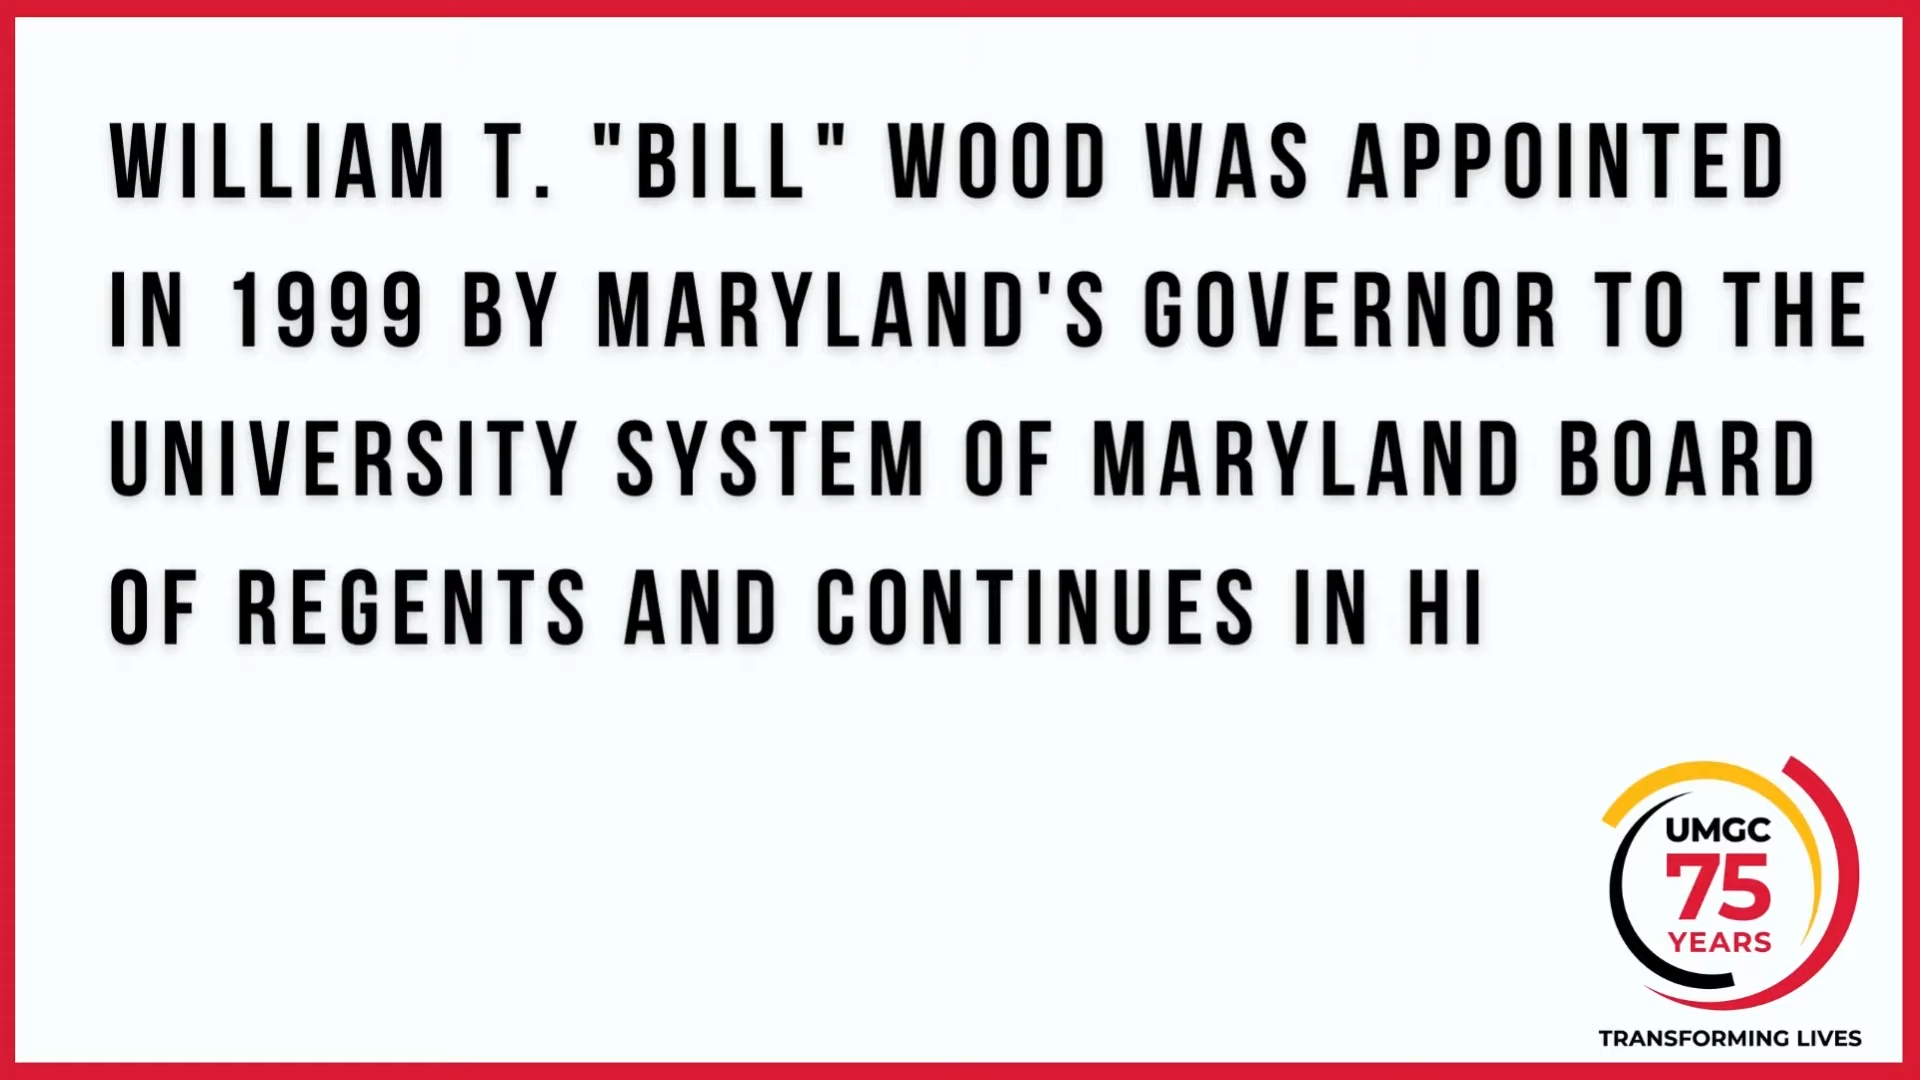 WILLIAM T. "BILL" WOOD WAS APPOINTED
IN 1999 BY MARYLAND'S GOVERNOR TO THE
UNIVERSITY SYSTEM OF MARYLAND BOARD
OF REGENTS AND CONTINUES IN HI
UMGC
75
YEARS
TRANSFORMING LIVES